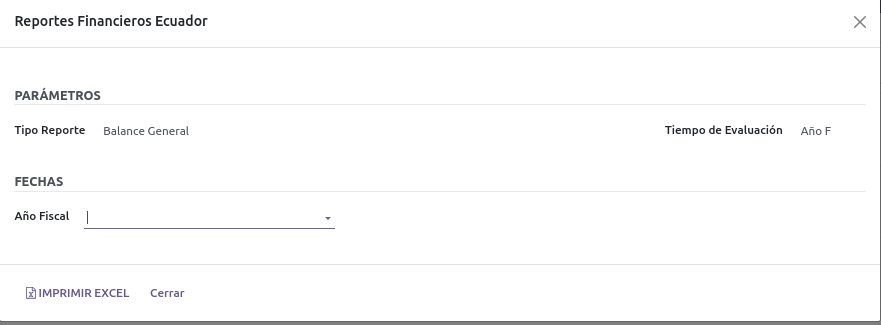 Reportes Financieros Ecuador
PARÁMETROS
Tipo Reporte Balance General Tiempo de Evaluación Año F
FECHAS
Año Fiscal
IMPRIMIR EXCEL Cerrar